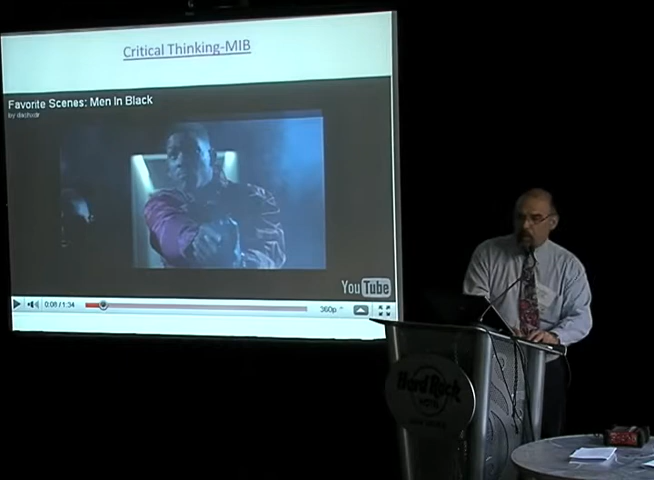 Critical Thinking-MIB
Favorite Scenes: Men In Black
0:08 / 1:34
360p
YouTube
Hard Rock